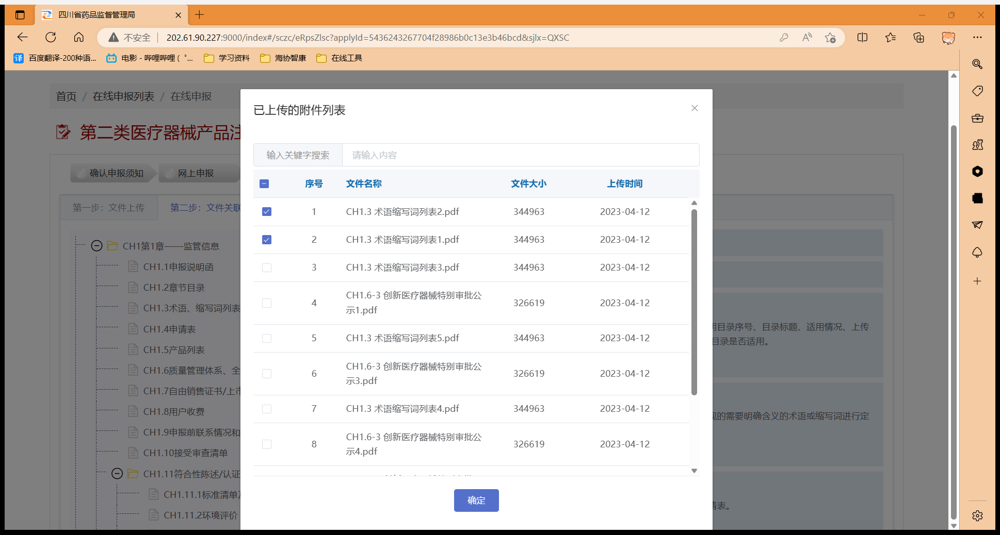 四川省药品监督管理局
不安全
202.61.90.227:9000/index#/sczc/eRpsZlsc?applyId=5436243267704f28986b0c13e3b46bcd&sjlx=QXSC
译 百度翻译-200种语...
电影 - 哔哩哔哩 ( ゜...
学习资料
海协智康
在线工具
首页 / 在线申报列表 / 在线申报
第二类医疗器械产品注
确认申报须知
网上申报
第一步：文件上传
第二步：文件关联
CH1第1章——监管信息
CH1.1申报说明函
CH1.2章节目录
CH1.3术语、缩写词列表
CH1.4申请表
CH1.5产品列表
CH1.6质量管理体系、全
CH1.7自由销售证书/上市
CH1.8用户收费
CH1.9申报前联系情况和
CH1.10接受审查清单
CH1.11符合性陈述/认证
CH1.11.1标准清单及
CH1.11.2环境评价
已上传的附件列表
输入关键字搜索 请输入内容
序号 文件名称 文件大小 上传时间
1 CH1.3 术语缩写词列表2.pdf 344963 2023-04-12
2 CH1.3 术语缩写词列表1.pdf 344963 2023-04-12
3 CH1.3 术语缩写词列表3.pdf 344963 2023-04-12
4 CH1.6-3 创新医疗器械特别审批公 326619 2023-04-12
示1.pdf
5 CH1.3 术语缩写词列表5.pdf 344963 2023-04-12
6 CH1.6-3 创新医疗器械特别审批公 326619 2023-04-12
示3.pdf
7 CH1.3 术语缩写词列表4.pdf 344963 2023-04-12
8 CH1.6-3 创新医疗器械特别审批公 326619 2023-04-12
示4.pdf
确定
目录序号、目录标题、适用情况、上传
目录是否适用。
的需要明确含义的术语或缩写词进行定
表。